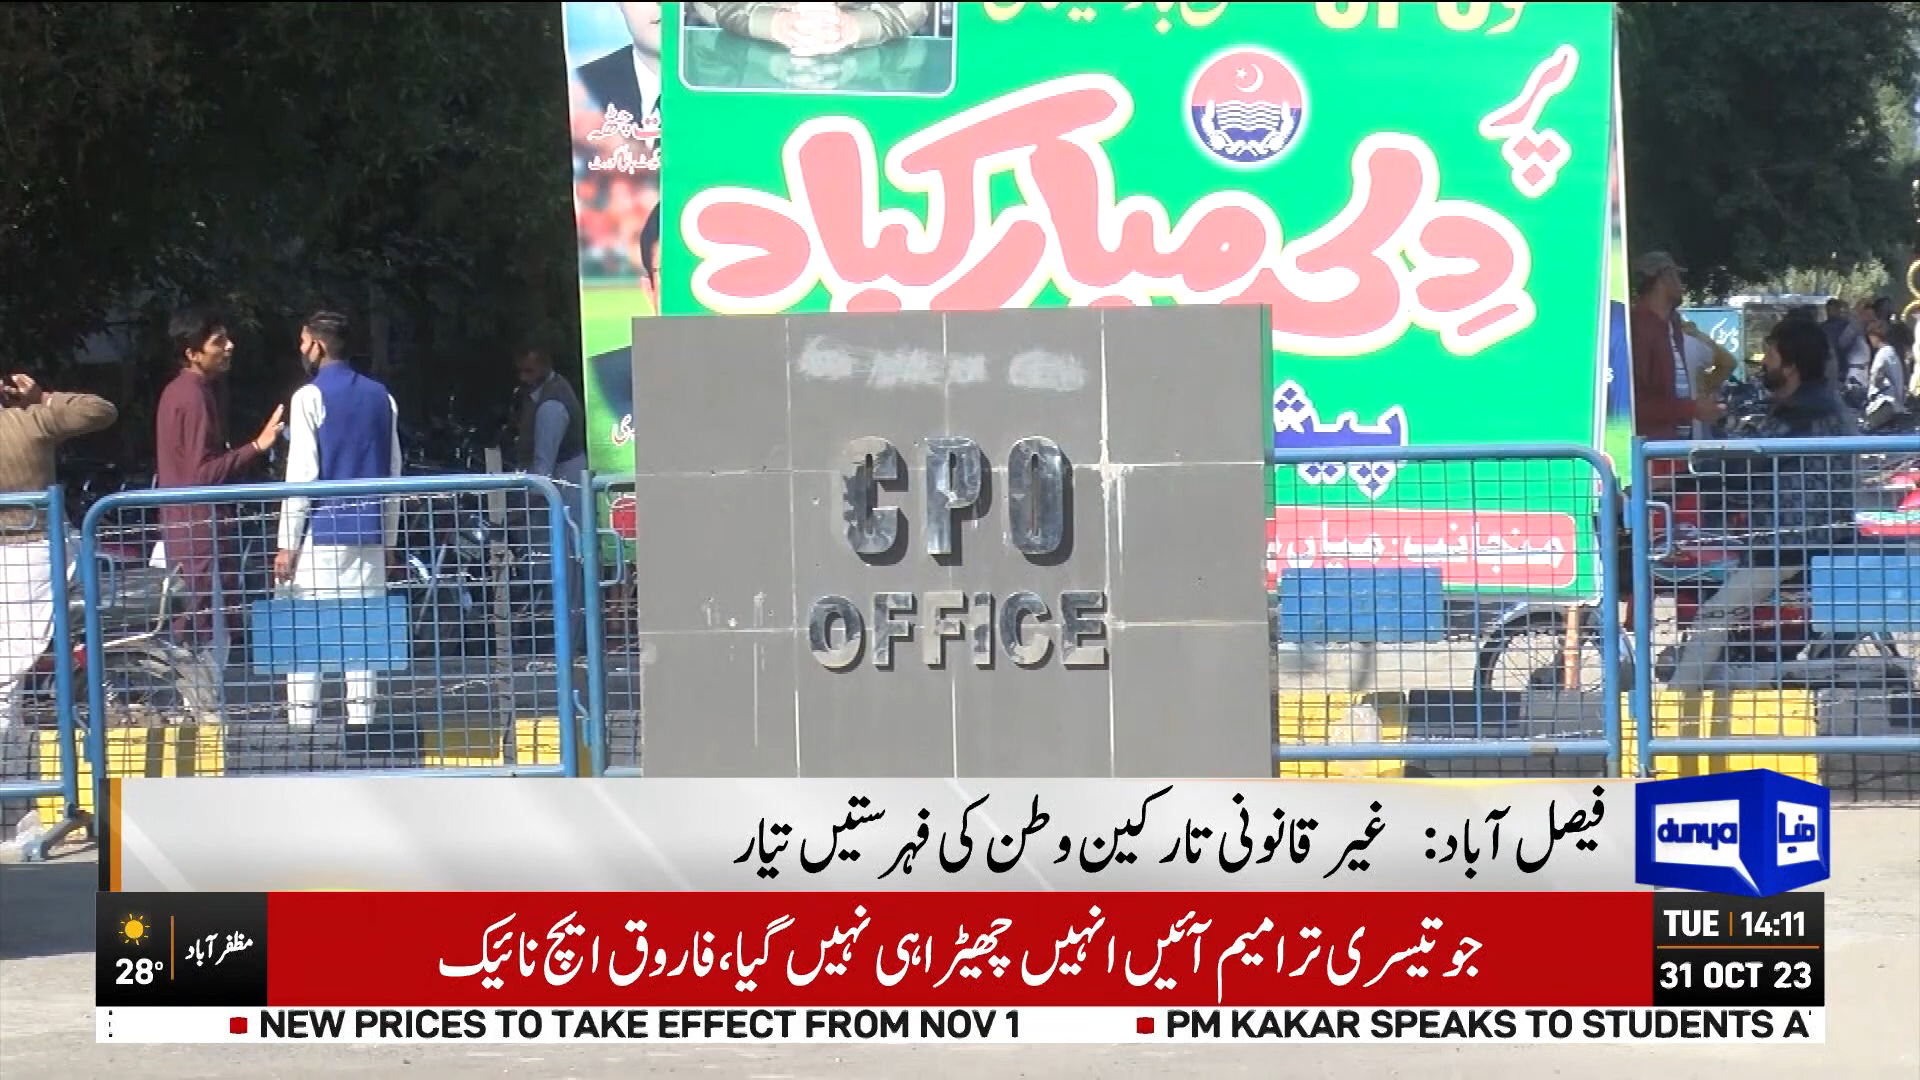 پر
دلی مبارکباد
منجانب: میاں
CPO
OFFICE
dunya
دنیا
فیصل آباد: غیر قانونی تارکین وطن کی فہرستیں تیار
جو تیسری ترامیم آئیں انہیں چھیڑا ہی نہیں گیا، فاروق ایچ نائیک
مظفر آباد
28°
TUE 14:11
31 OCT 23
NEW PRICES TO TAKE EFFECT FROM NOV 1
PM KAKAR SPEAKS TO STUDENTS A